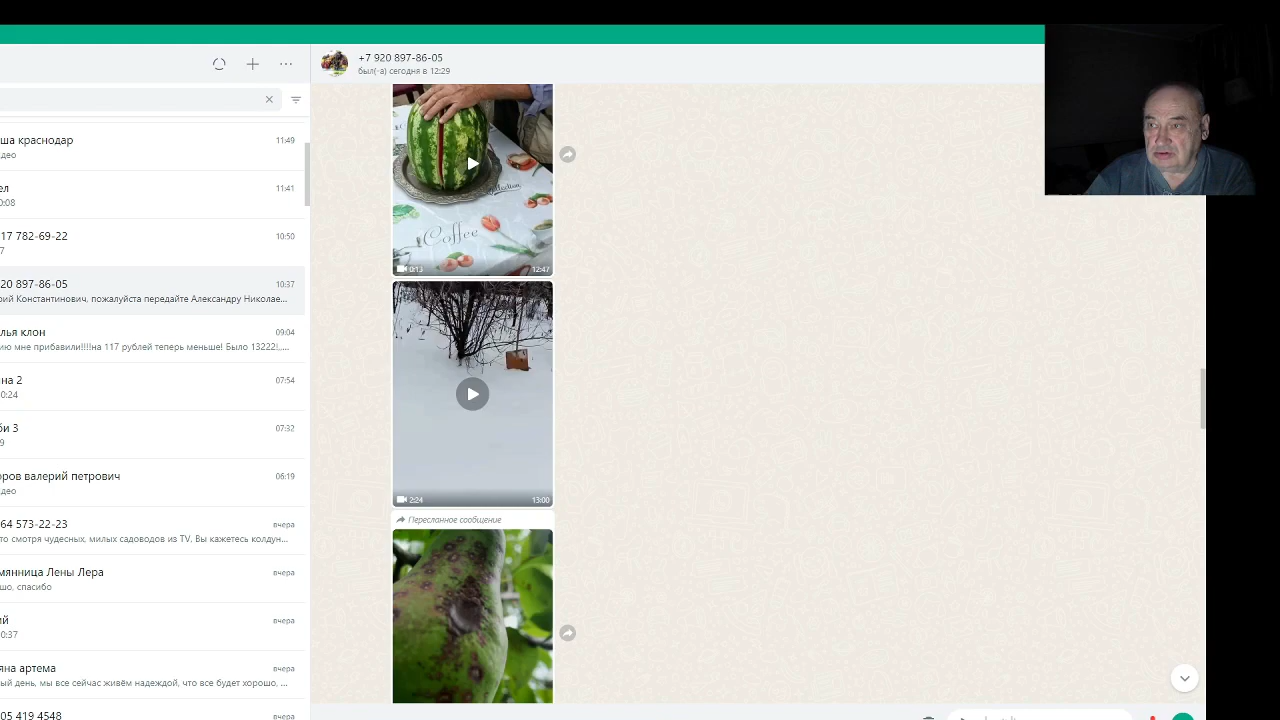 +7 920 897-86-05
был(-а) сегодня в 12:29
ша краснодар 11:49
део
ел 11:41
0:08
17 782-69-22 10:50
7
20 897-86-05 10:37
рий Константинович, пожалуйста передайте Александру Николае...
лья клон 09:04
ию мне прибавили!!!!на 117 рублей теперь меньше! Было 13222!,...
на 2 07:54
0:24
би 3 07:32
9
ров валерий петрович 06:19
део
64 573-22-23 вчера
то смотря чудесных, милых садоводов из TV. Вы кажетесь колдун...
мянница Лены Лера вчера
шо, спасибо
ий вчера
0:37
яна артема вчера
ый день, мы все сейчас живём надеждой, что все будет хорошо, ...
05 419 4548 вчера
Coffee
0:13 12:47
2:24 13:00
Пересланное сообщение